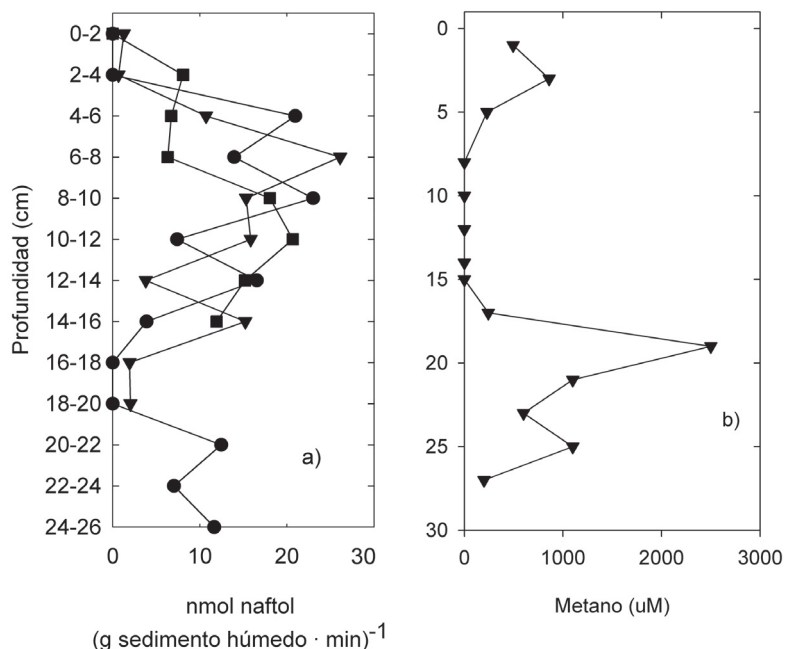 0-2
2-4
4-6
6-8
8-10
10-12
12-14
14-16
16-18
18-20
20-22
22-24
24-26
Profundidad (cm)
0 10 20 30
a)
nmol naftol
(g sedimento húmedo · min)-1
0
5
10
15
20
25
30
b)
0 1000 2000 3000
Metano (uM)